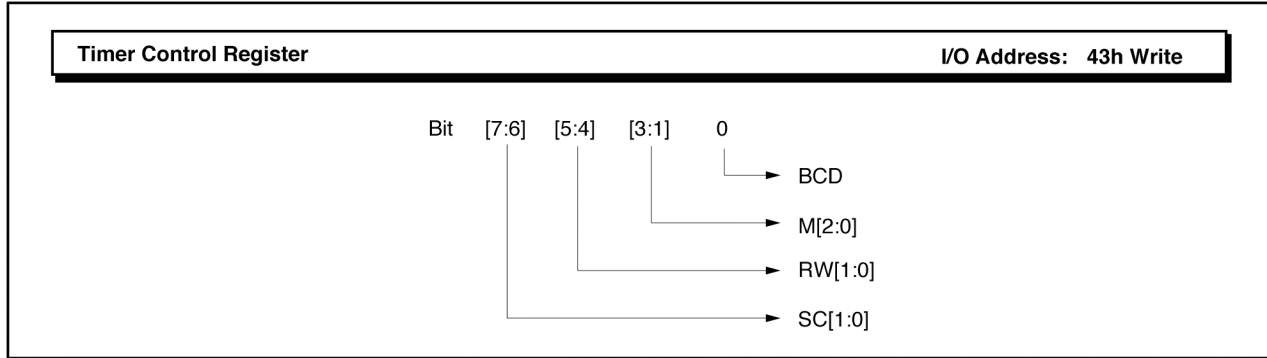 Timer Control Register I/O Address: 43h Write
Bit [7:6] [5:4] [3:1] 0
BCD
M[2:0]
RW[1:0]
SC[1:0]